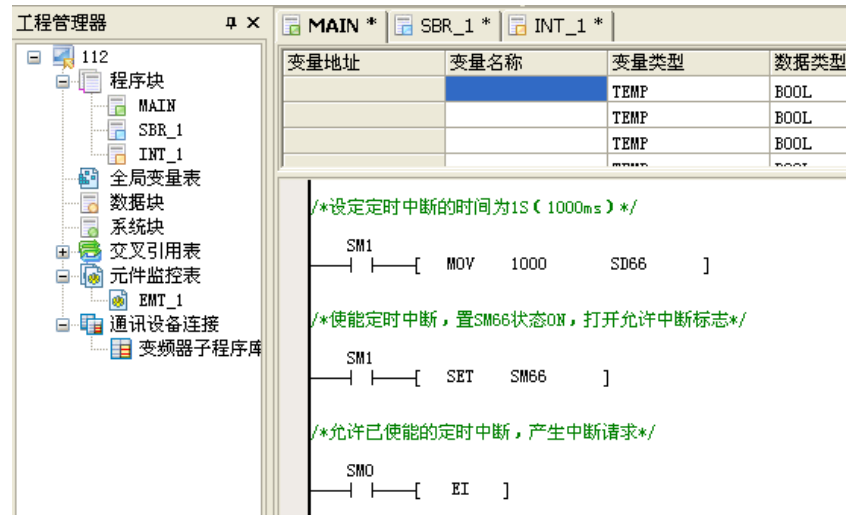 工程管理器
112
程序块
MAIN
SBR_1
INT_1
全局变量表
数据块
系统块
交叉引用表
元件监控表
EMT_1
通讯设备连接
变频器子程序库
MAIN * SBR_1 * INT_1 *
变量地址 变量名称 变量类型 数据类型
TEMP BOOL
TEMP BOOL
TEMP BOOL
/*设定定时中断的时间为1S(1000ms)*/
SM1
[ MOV 1000 SD66 ]
/*使能定时中断，置SM66状态ON，打开允许中断标志*/
SM1
[ SET SM66 ]
/*允许已使能的定时中断，产生中断请求*/
SM0
[ EI ]